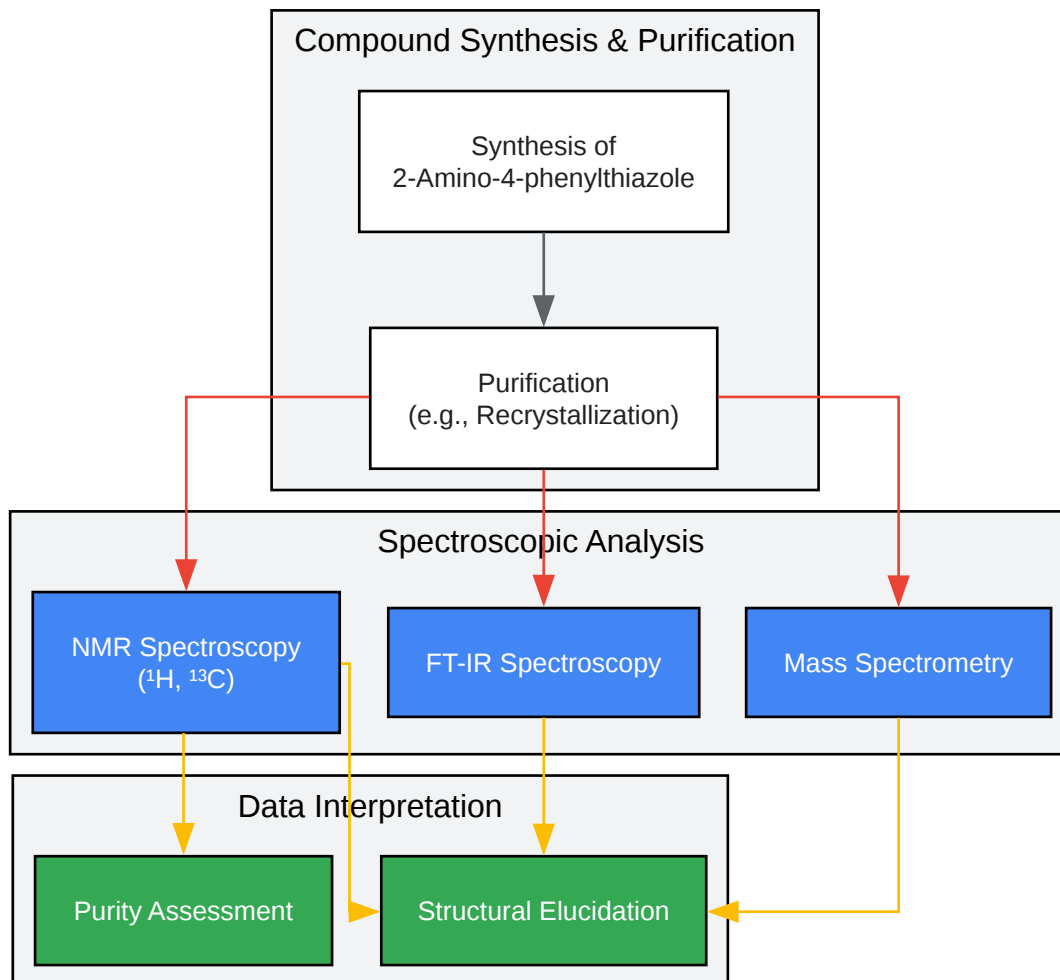 Compound Synthesis & Purification
Synthesis of
2-Amino-4-phenylthiazole
Purification
(e.g., Recrystallization)
Spectroscopic Analysis
NMR Spectroscopy
(¹H, ¹³C)
FT-IR Spectroscopy
Mass Spectrometry
Data Interpretation
Purity Assessment
Structural Elucidation